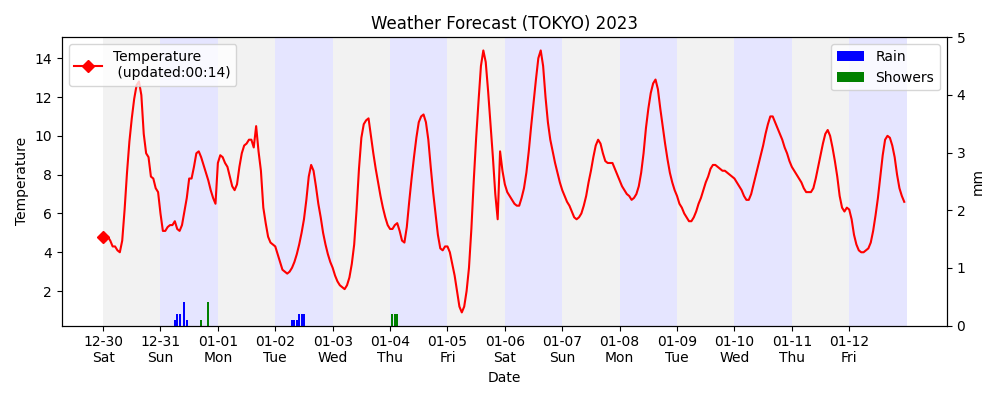 Weather Forecast (TOKYO) 2023
Temperature
(updated:00:14)
Rain
Showers
14
12
10
8
6
4
2
Temperature
5
4
3
2
1
0
mm
12-30 12-31 01-01 01-02 01-03 01-04 01-05 01-06 01-07 01-08 01-09 01-10 01-11 01-12
Sat Sun Mon Tue Wed Thu Fri Sat Sun Mon Tue Wed Thu Fri
Date